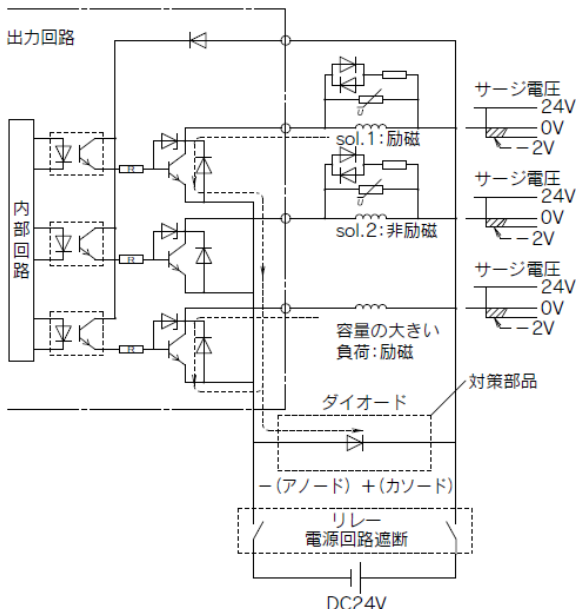 出力回路
内部回路
R
R
R
sol.1:励磁
sol.2:非励磁
容量の大きい
負荷:励磁
サージ電圧
24V
0V
-2V
サージ電圧
24V
0V
-2V
サージ電圧
24V
0V
-2V
対策部品
ダイオード
-(アノード) +(カソード)
リレー
電源回路遮断
DC24V